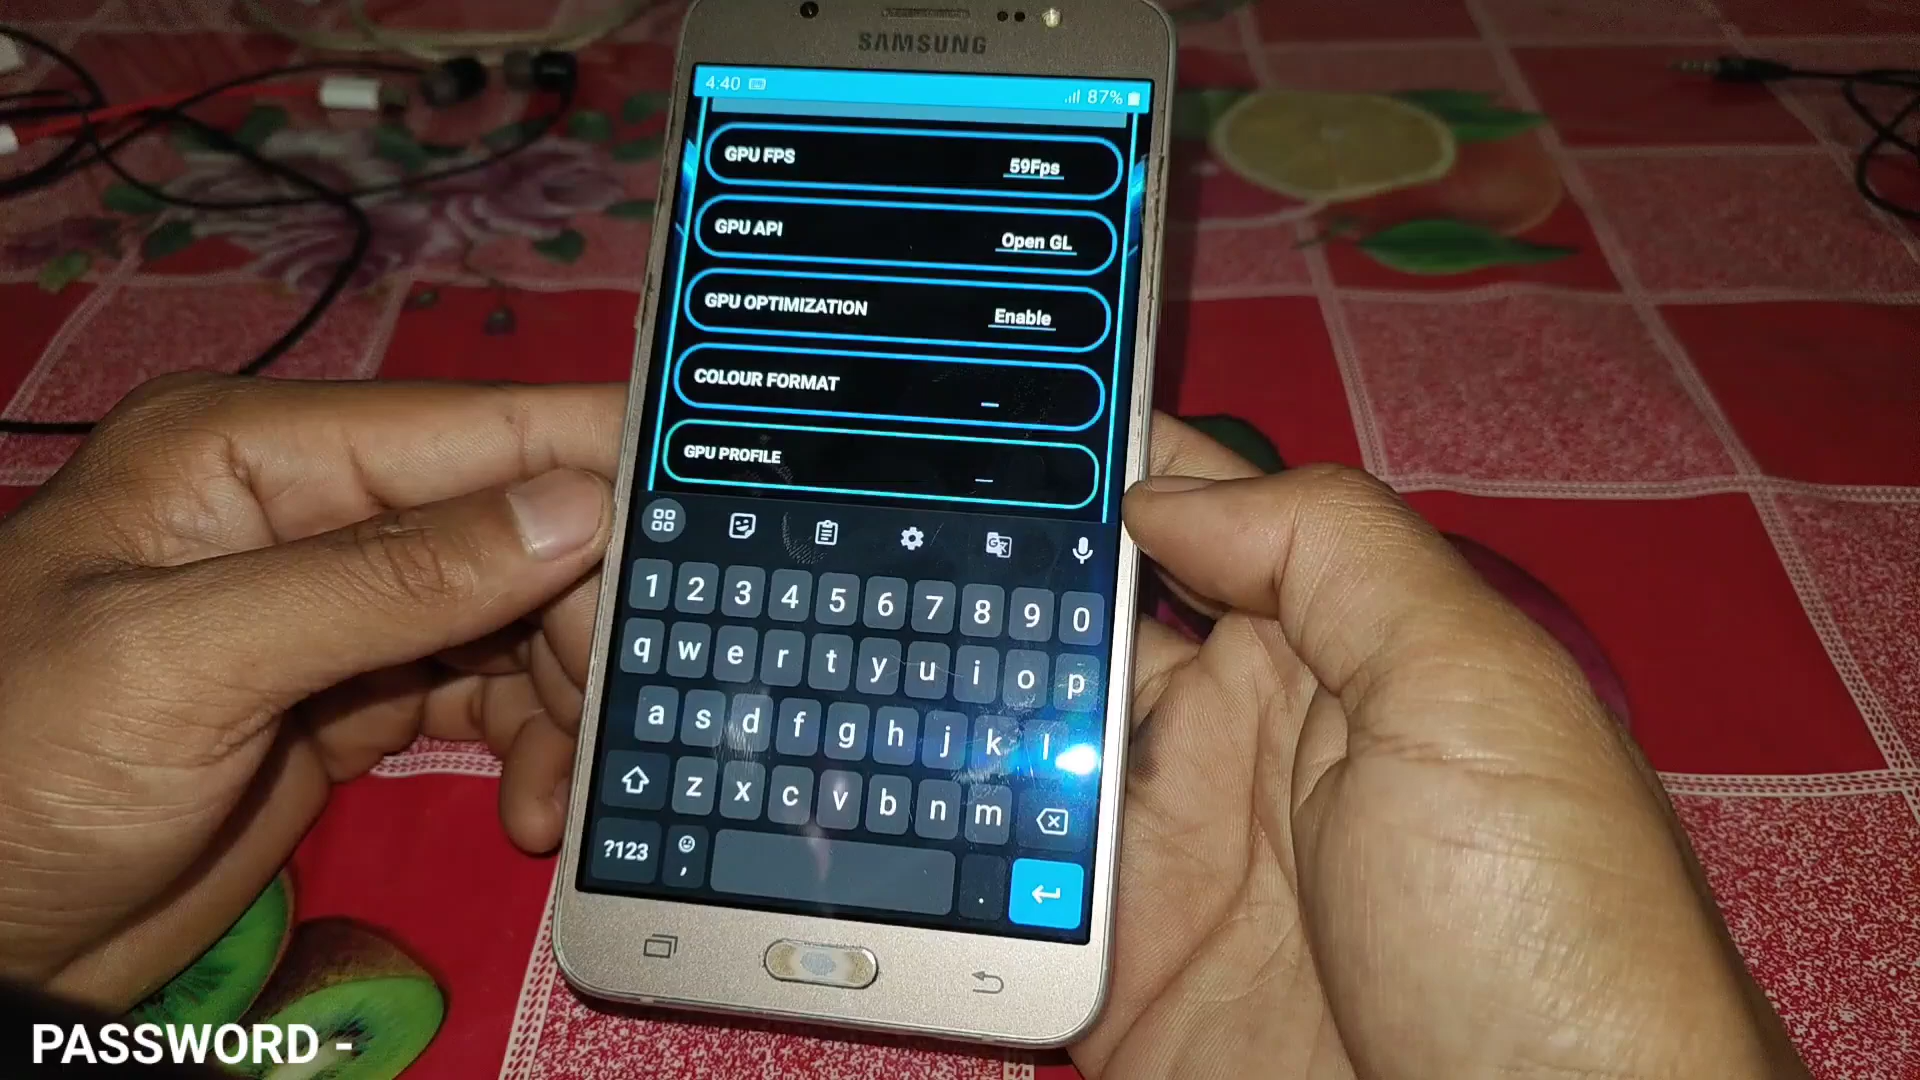 SAMSUNG
4:40
87%
GPU FPS
59Fps
GPU API
Open GL
GPU OPTIMIZATION
Enable
COLOUR FORMAT
GPU PROFILE
1 2 3 4 5 6 7 8 9 0
q w e r t y u i o p
a s d f g h j k l
z x c v b n m
?123 , .
PASSWORD -